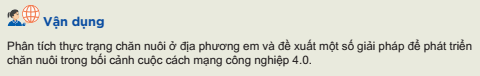 Vận dụng
Phân tích thực trạng chăn nuôi ở địa phương em và đề xuất một số giải pháp để phát triển
chăn nuôi trong bối cảnh cuộc cách mạng công nghiệp 4.0.